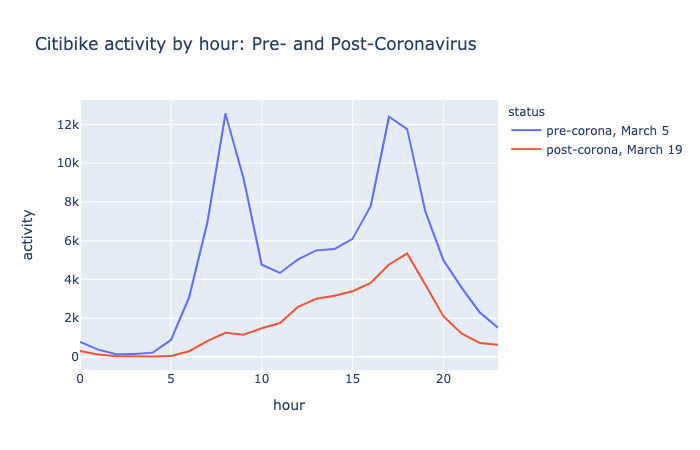 Citibike activity by hour: Pre- and Post-Coronavirus
status
pre-corona, March 5
post-corona, March 19
12k
10k
8k
6k
4k
2k
0
activity
0 5 10 15 20
hour